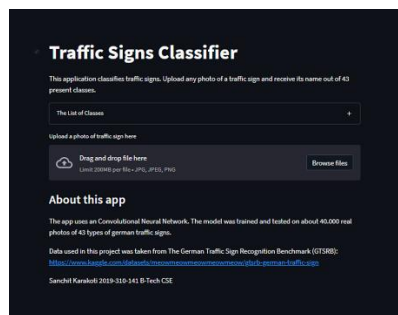 Traffic Signs Classifier
This application classifies traffic signs. Upload any photo of a traffic sign and receive its name out of 43
present classes.
The List of Classes
+
Upload a photo of traffic sign here
Drag and drop file here
Limit 200MB per file • JPG, JPEG, PNG
Browse files
About this app
The app uses an Convolutional Neural Network. The model was trained and tested on about 40.000 real
photos of 43 types of german traffic signs.
Data used in this project was taken from The German Traffic Sign Recognition Benchmark (GTSRB):
https://www.kaggle.com/datasets/meowmeowmeowmeowmeow/gtsrb-german-traffic-sign
Sanchit Karakoti 2019-310-141 B-Tech CSE